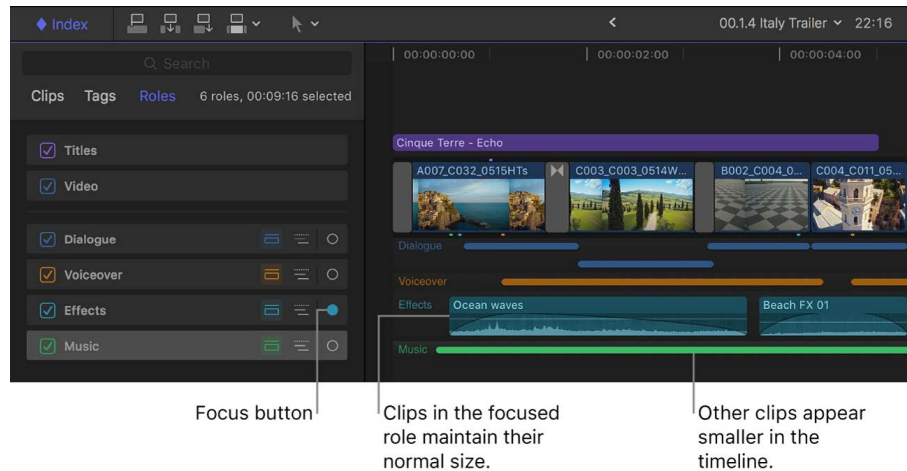 Index
00.1.4 Italy Trailer
22:16
Search
Clips Tags Roles 6 roles, 00:09:16 selected
00:00:00:00 00:00:02:00 00:00:04:00
Titles
Video
Dialogue
Voiceover
Effects
Music
Cinque Terre - Echo
A007_C032_0515HTs C003_C003_0514W... B002_C004_0... C004_C011_05...
Dialogue
Voiceover
Effects Ocean waves Beach FX 01
Music
Focus button
Clips in the focused
role maintain their
normal size.
Other clips appear
smaller in the
timeline.